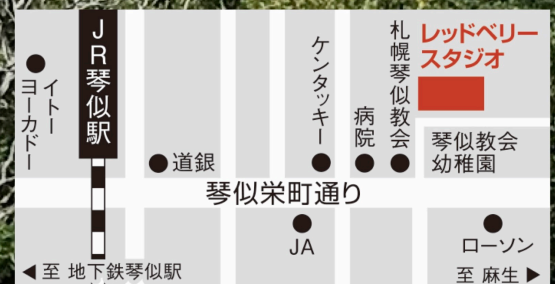 イトー
ヨーカドー
JR琴似駅
道銀
ケンタッキー
病院
札幌琴似教会
レッドベリー
スタジオ
琴似教会
幼稚園
琴似栄町通り
JA
ローソン
◀至 地下鉄琴似駅
至 麻生▶